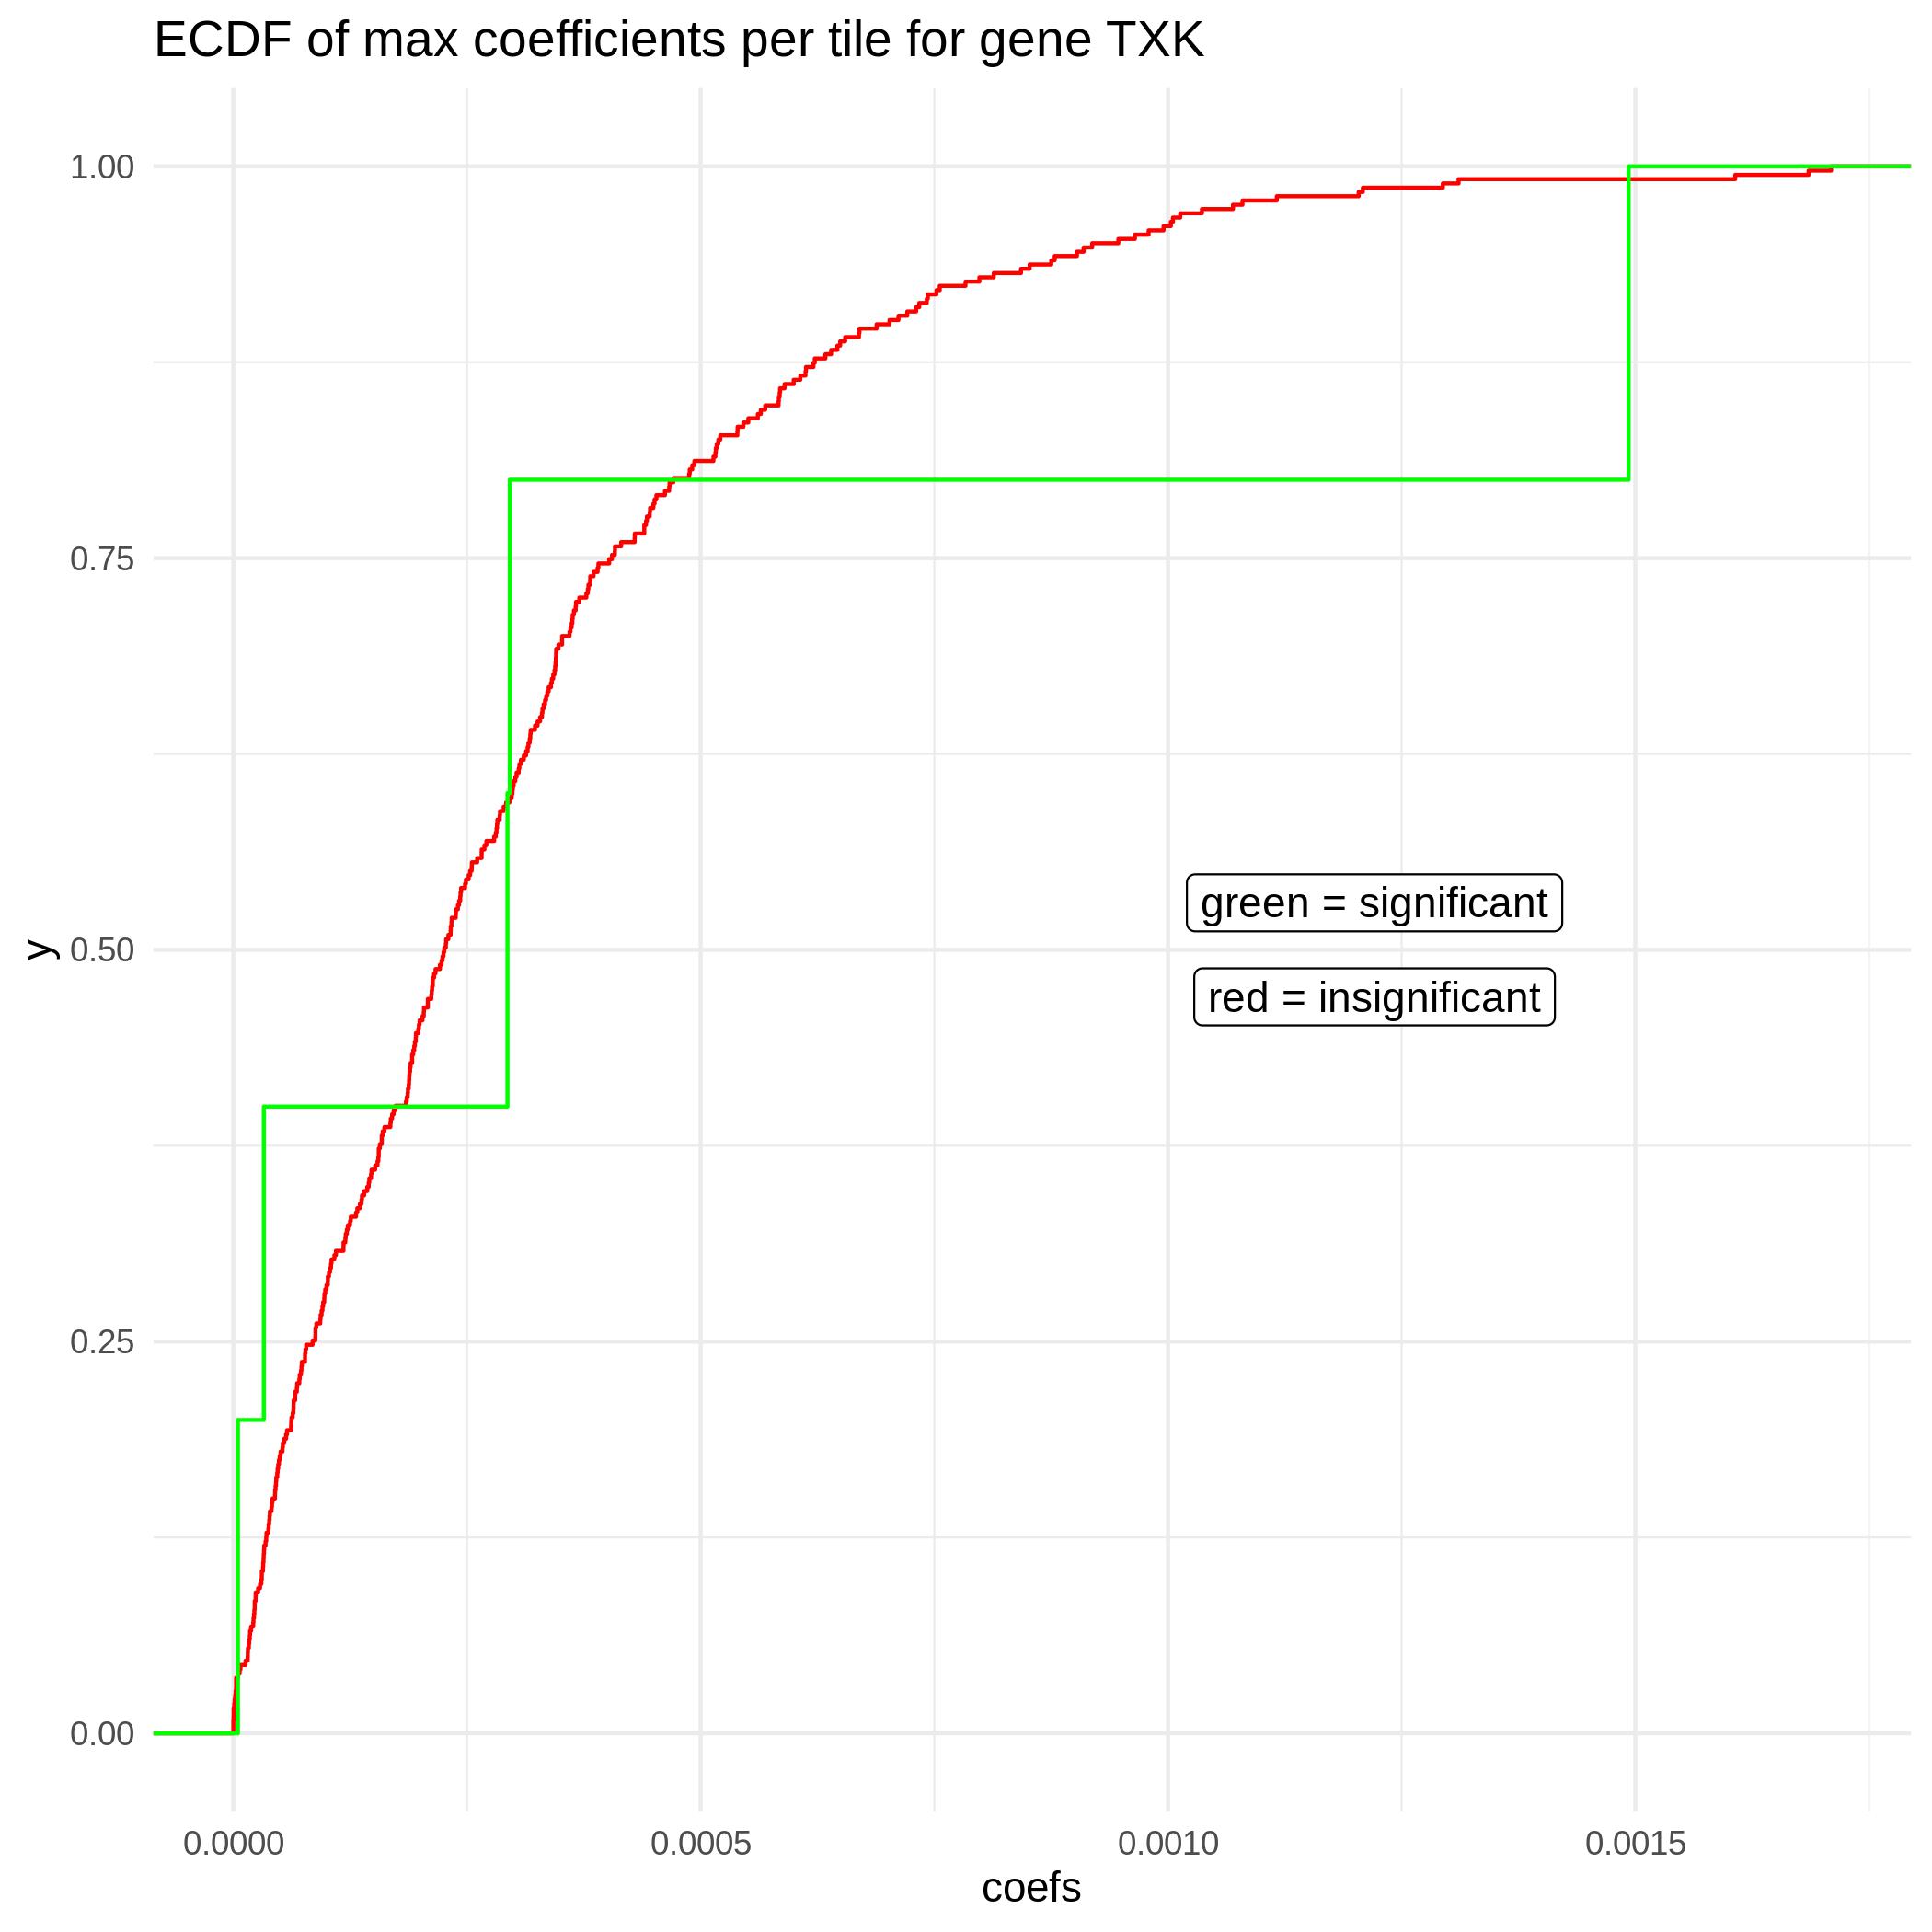 ECDF of max coefficients per tile for gene TXK
1.00
0.75
0.50
0.25
0.00
y
green = significant
red = insignificant
0.0000
0.0005
0.0010
0.0015
coefs